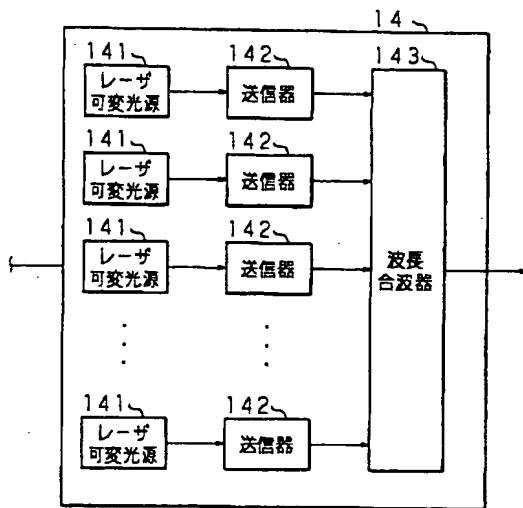 14
141
142
143
レーザ
可変光源
送信器
141
142
レーザ
可変光源
送信器
141
142
レーザ
可変光源
送信器
波長
合波器
141
142
レーザ
可変光源
送信器